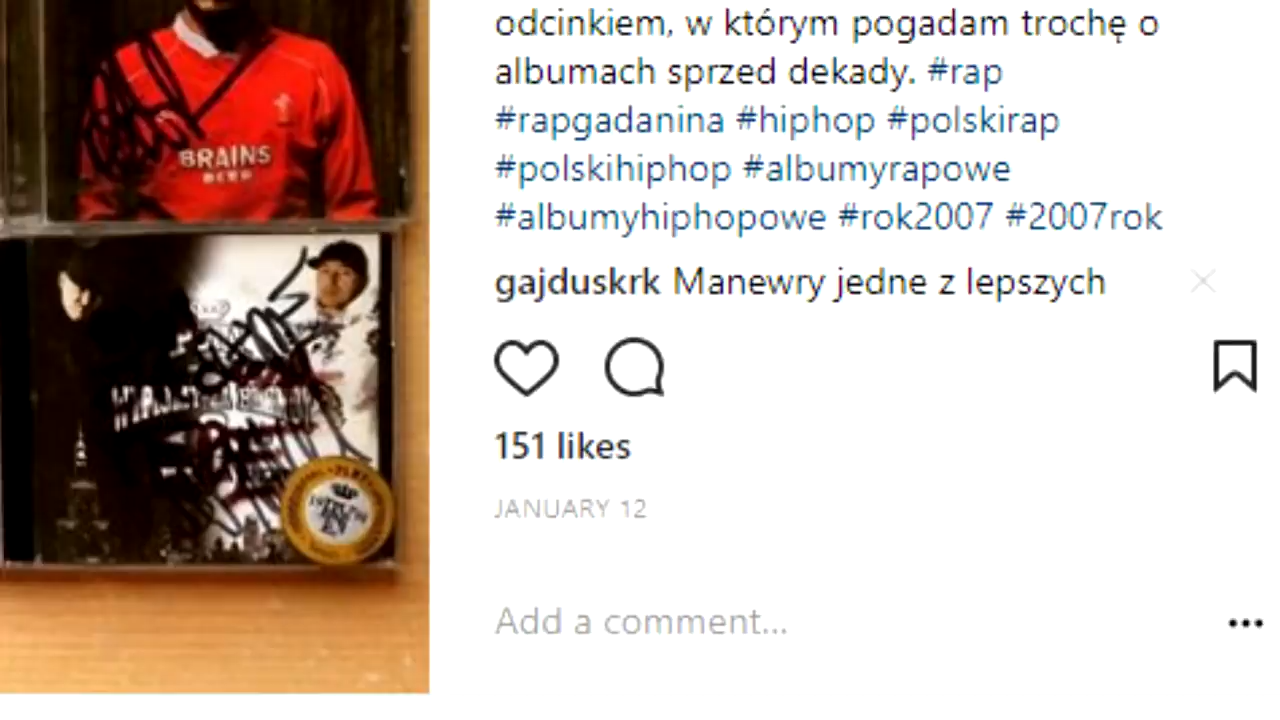 odcinkiem, w którym pogadam trochę o
albumach sprzed dekady. #rap
#rapgadanina #hiphop #polskirap
#polskihiphop #albumyrapowe
#albumyhiphopowe #rok2007 #2007rok
gajduskrk Manewry jedne z lepszych
151 likes
JANUARY 12
Add a comment...
BRAINS
BEER